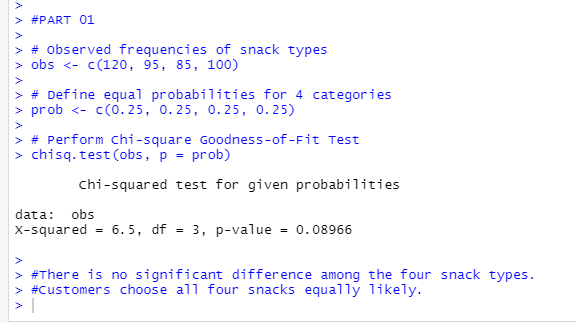 >
> #PART 01
>
> # Observed frequencies of snack types
> obs <- c(120, 95, 85, 100)
>
> # Define equal probabilities for 4 categories
> prob <- c(0.25, 0.25, 0.25, 0.25)
>
> # Perform Chi-square Goodness-of-Fit Test
> chisq.test(obs, p = prob)
Chi-squared test for given probabilities
data:  obs
X-squared = 6.5, df = 3, p-value = 0.08966
>
> #There is no significant difference among the four snack types.
> #Customers choose all four snacks equally likely.
>